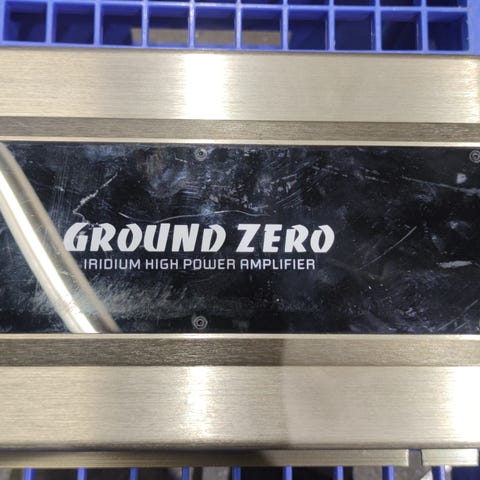 GROUND ZERO
IRIDIUM HIGH POWER AMPLIFIER